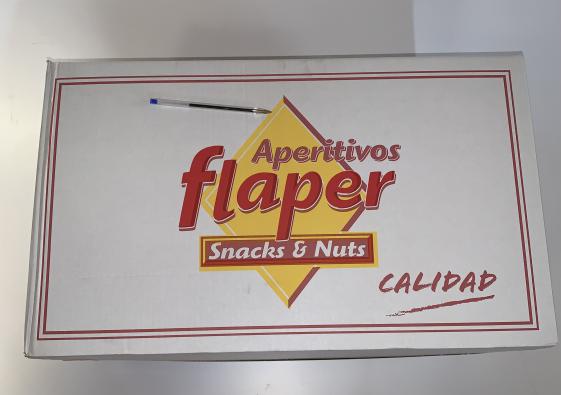 Aperitivos
flaper
Snacks & Nuts
CALIDAD